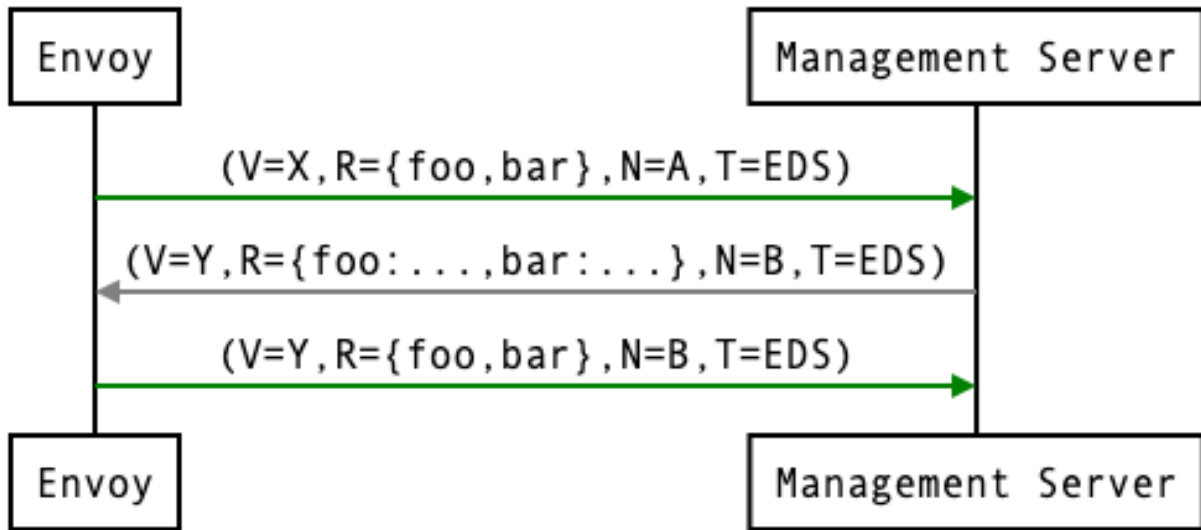 Envoy Management Server
(V=X,R={foo,bar},N=A,T=EDS)
(V=Y,R={foo:...,bar:...},N=B,T=EDS)
(V=Y,R={foo,bar},N=B,T=EDS)
Envoy Management Server